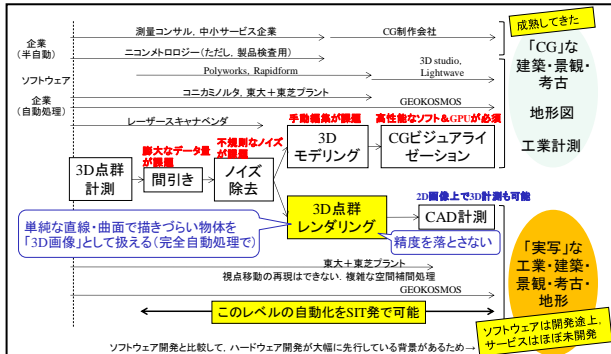 企業
（半自動）
測量コンサル, 中小サービス企業
CG制作会社
成熟してきた
ニコンメトロロジー(ただし、製品検査用)
ソフトウェア
Polyworks, Rapidform
3D studio,
Lightwave
企業
（自動処理）
コニカミノルタ, 東大＋東芝プラント
GEOKOSMOS
レーザースキャナベンダ
「CG」な
建築・景観・
考古
地形図
工業計測
膨大なデータ量
が課題
不規則なノイズ
が課題
手動編集が課題
高性能なソフト&GPUが必須
3D点群
計測
間引き
ノイズ
除去
3D
モデリング
CGビジュアライ
ゼーション
2D画像上で3D計測も可能
3D点群
レンダリング
CAD計測
単純な直線・曲面で描きづらい物体を
「3D画像」として扱える(完全自動処理で)
精度を落とさない
「実写」な
工業・建築・
景観・考古・
地形
東大＋東芝プラント
視点移動の再現はできない. 複雑な空間補間処理
GEOKOSMOS
このレベルの自動化をSIT発で可能
ソフトウェアは開発途上,
サービスはほぼ未開発
ソフトウェア開発と比較して, ハードウェア開発が大幅に先行している背景があるため→